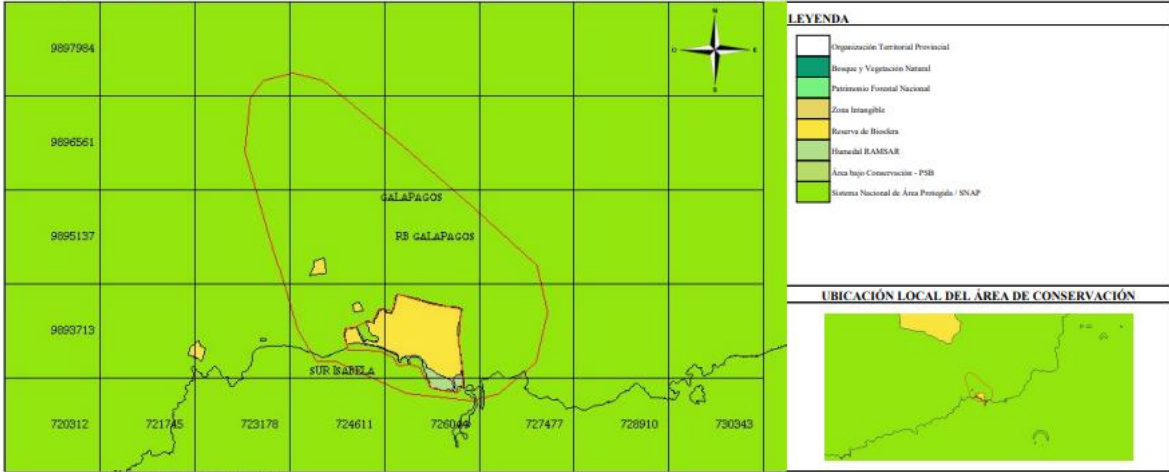 9897984
9896561
9895137
9893713
720312
721745
723178
724611
726044
727477
728910
730343
GALAPAGOS
RB GALAPAGOS
SUR ISABELA
N
O
E
S
LEYENDA
Organización Territorial Provincial
Bosque y Vegetación Natural
Patrimonio Forestal Nacional
Zona Intangible
Reserva de Biosfera
Humedal RAMSAR
Área bajo Conservación - PSB
Sistema Nacional de Área Protegida / SNAP
UBICACIÓN LOCAL DEL ÁREA DE CONSERVACIÓN